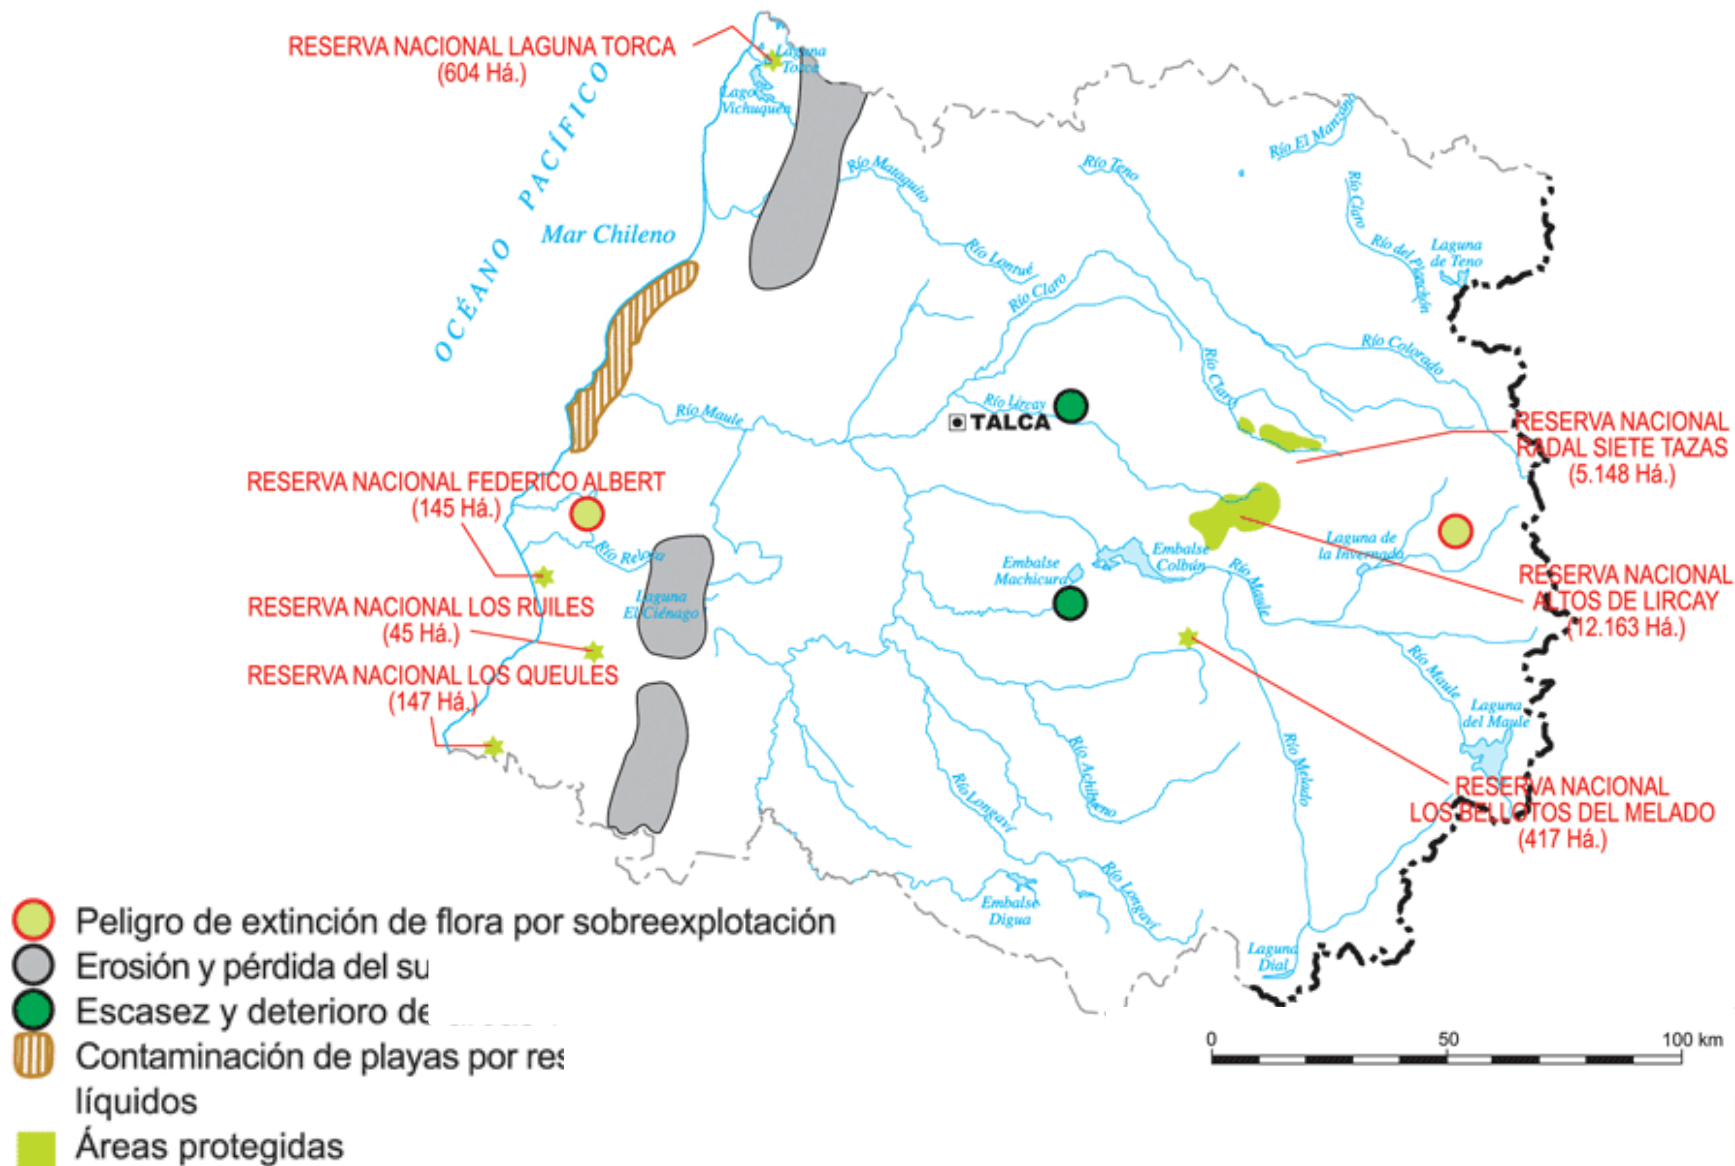 RESERVA NACIONAL LAGUNA TORCA
(604 Há.)
Laguna
Torca
Lago
Vichuquén
OCÉANO PACÍFICO
Mar Chileno
Río Mataquito
Río Teno
Río El Manzano
Río Claro
Río del Planchón
Laguna
de Teno
Río Lontué
Río Claro
Río Claro
Río Colorado
Río Maule
Río Lircay
TALCA
RESERVA NACIONAL
RADAL SIETE TAZAS
(5.148 Há.)
RESERVA NACIONAL FEDERICO ALBERT
(145 Há.)
Río Reloca
Laguna
El Ciénago
RESERVA NACIONAL LOS RUILES
(45 Há.)
RESERVA NACIONAL LOS QUEULES
(147 Há.)
Embalse
Machicura
Embalse
Colbún
Laguna de
la Invernada
Río Maule
RESERVA NACIONAL
ALTOS DE LIRCAY
(12.163 Há.)
Río Maule
Laguna
del Maule
Río Achibueno
Río Melado
Río Longaví
RESERVA NACIONAL
LOS BELLOTOS DEL MELADO
(417 Há.)
Río Longaví
Embalse
Digua
Laguna
Dial
Peligro de extinción de flora por sobreexplotación
Erosión y pérdida del su
Escasez y deterioro de
Contaminación de playas por res
líquidos
Áreas protegidas
0 50 100 km